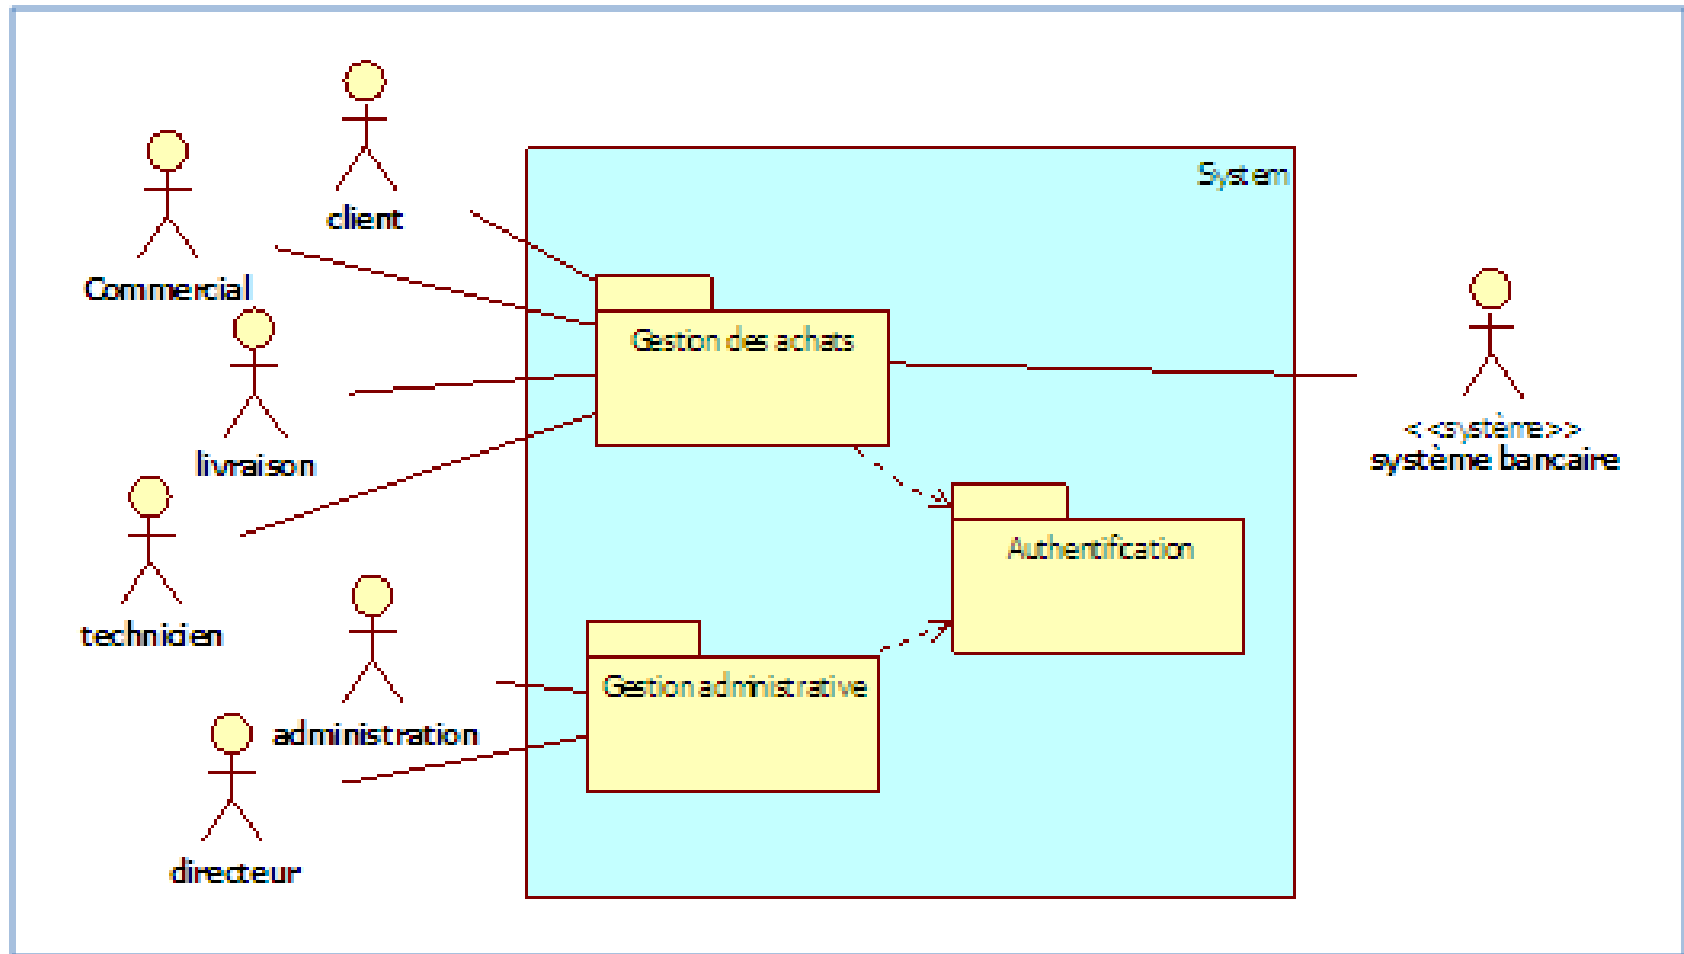 client
Commercial
livraison
technicien
administration
directeur
System
Gestion des achats
Authentification
Gestion administrative
<<système>>
système bancaire